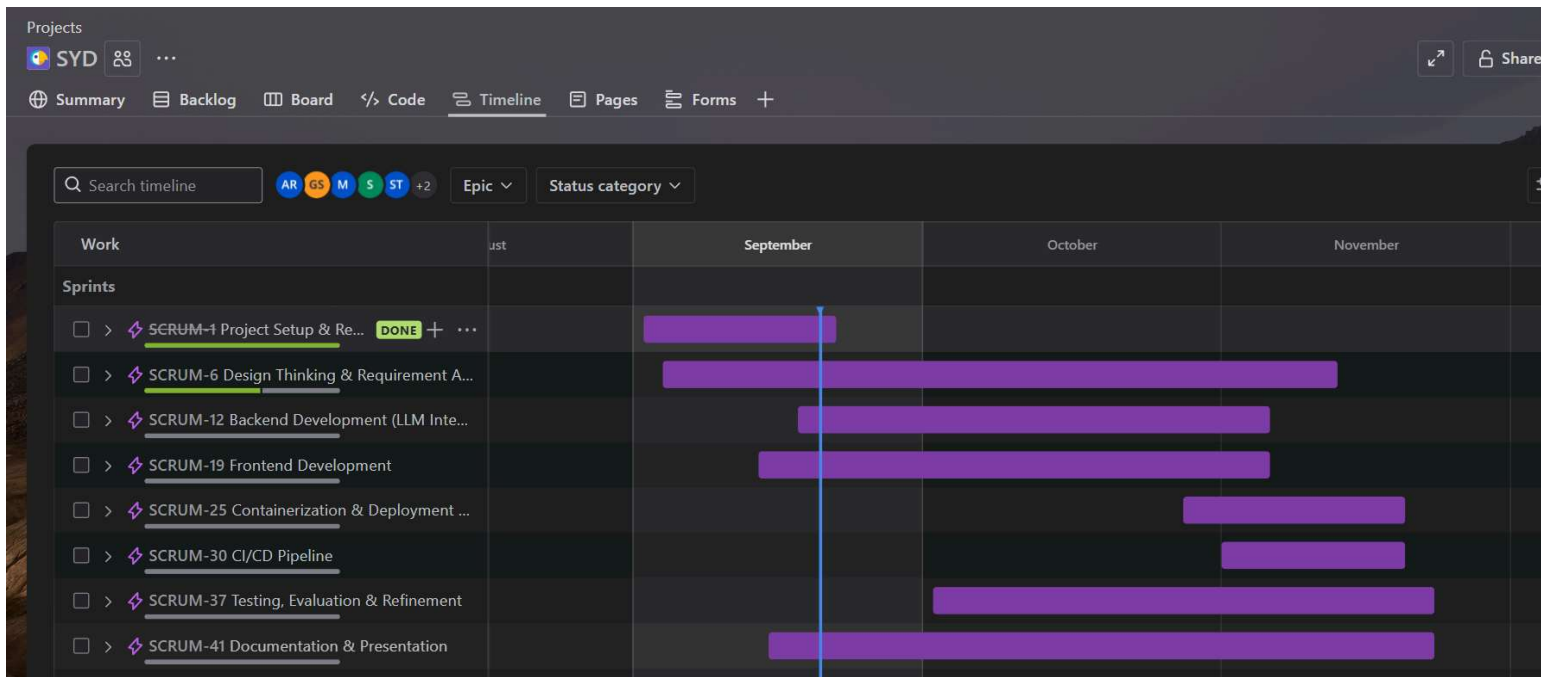 Projects
SYD
Share
Summary Backlog Board Code Timeline Pages Forms
Search timeline AR GS M S ST +2 Epic Status category
Work ust September October November
Sprints
SCRUM-1 Project Setup & Re... DONE
SCRUM-6 Design Thinking & Requirement A...
SCRUM-12 Backend Development (LLM Inte...
SCRUM-19 Frontend Development
SCRUM-25 Containerization & Deployment ...
SCRUM-30 CI/CD Pipeline
SCRUM-37 Testing, Evaluation & Refinement
SCRUM-41 Documentation & Presentation